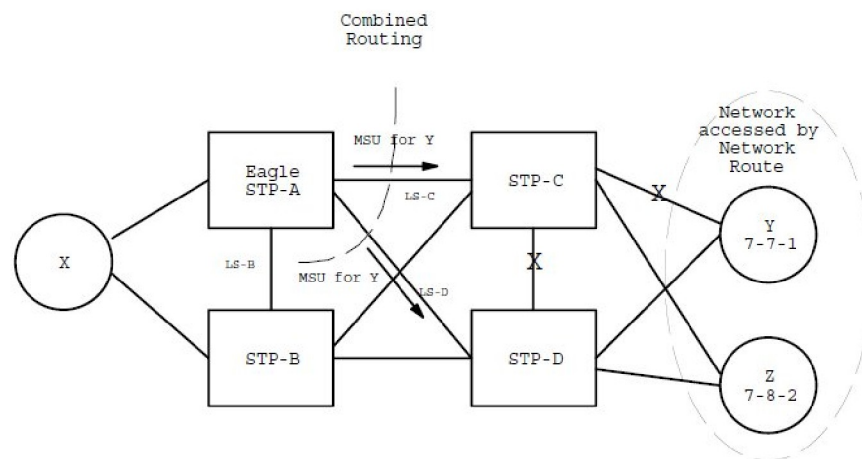 Combined
Routing
Network
accessed by
Network
Route
MSU for Y
Eagle
STP-A
LS-C
STP-C
X
Y
7-7-1
X
LS-B
MSU for Y
LS-D
X
STP-B
STP-D
Z
7-8-2